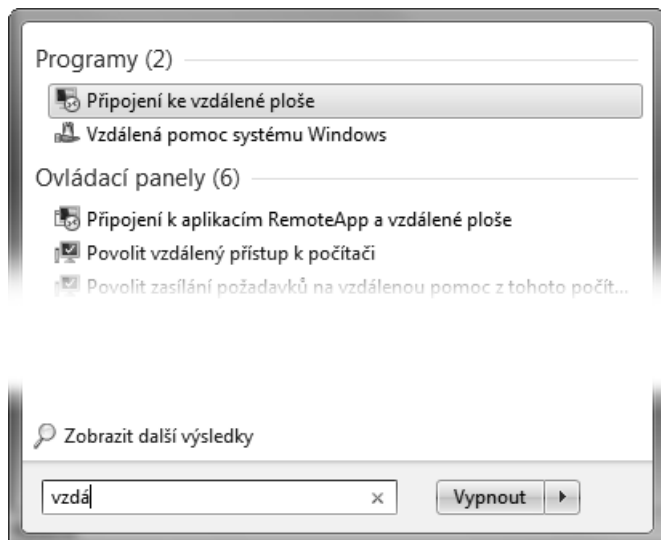 Programy (2)
Připojení ke vzdálené ploše
Vzdálená pomoc systému Windows
Ovládací panely (6)
Připojení k aplikacím RemoteApp a vzdálené ploše
Povolit vzdálený přístup k počítači
Povolit zasílání požadavků na vzdálenou pomoc z tohoto počít...
Zobrazit další výsledky
vzdá
Vypnout